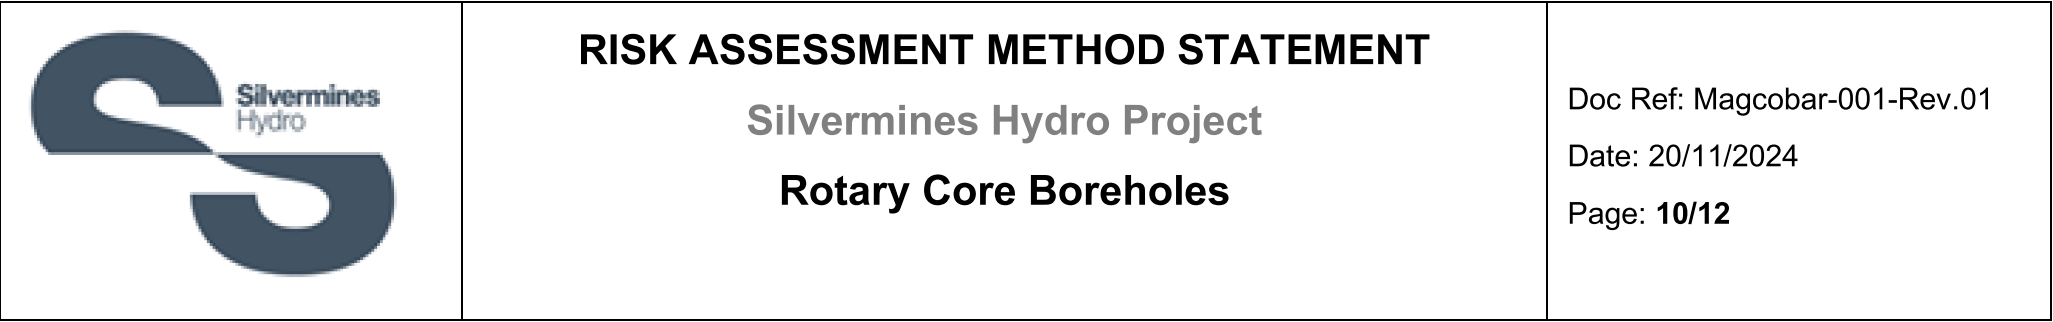 Silvermines
Hydro
RISK ASSESSMENT METHOD STATEMENT
Silvermines Hydro Project
Rotary Core Boreholes
Doc Ref: Magcobar-001-Rev.01
Date: 20/11/2024
Page: 10/12